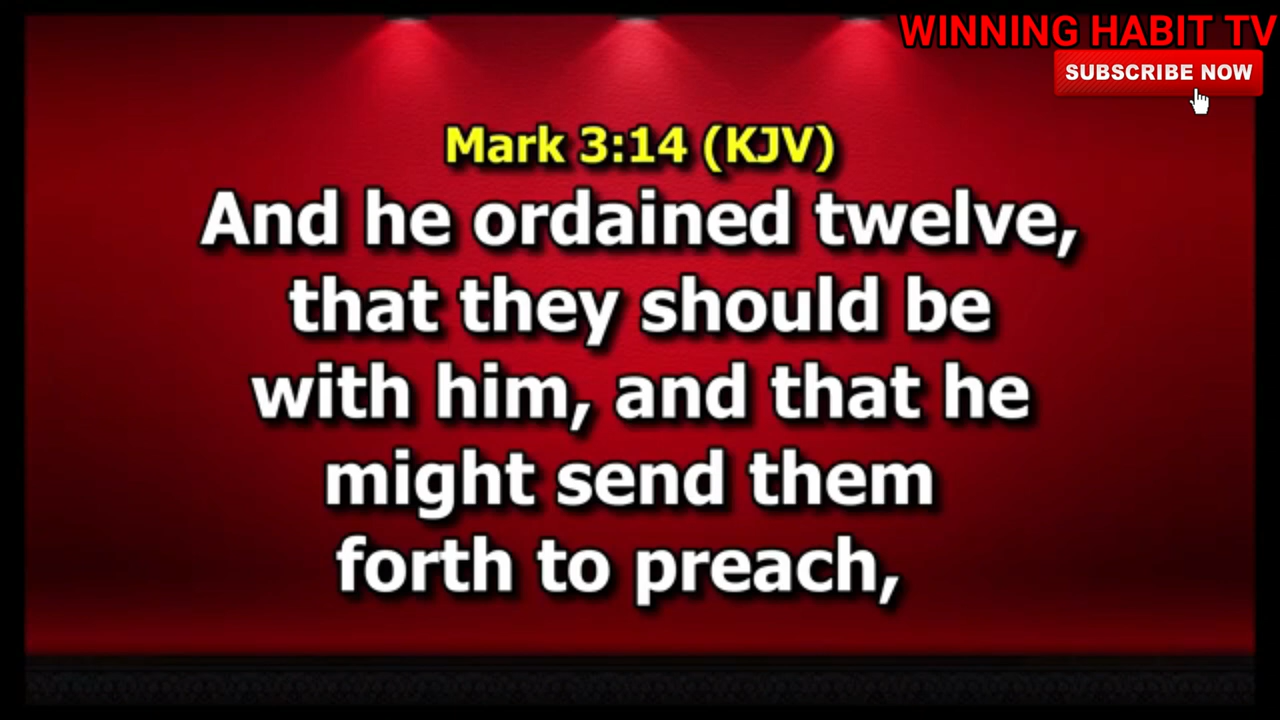 WINNING HABIT TV
SUBSCRIBE NOW
Mark 3:14 (KJV)
And he ordained twelve,
that they should be
with him, and that he
might send them
forth to preach,